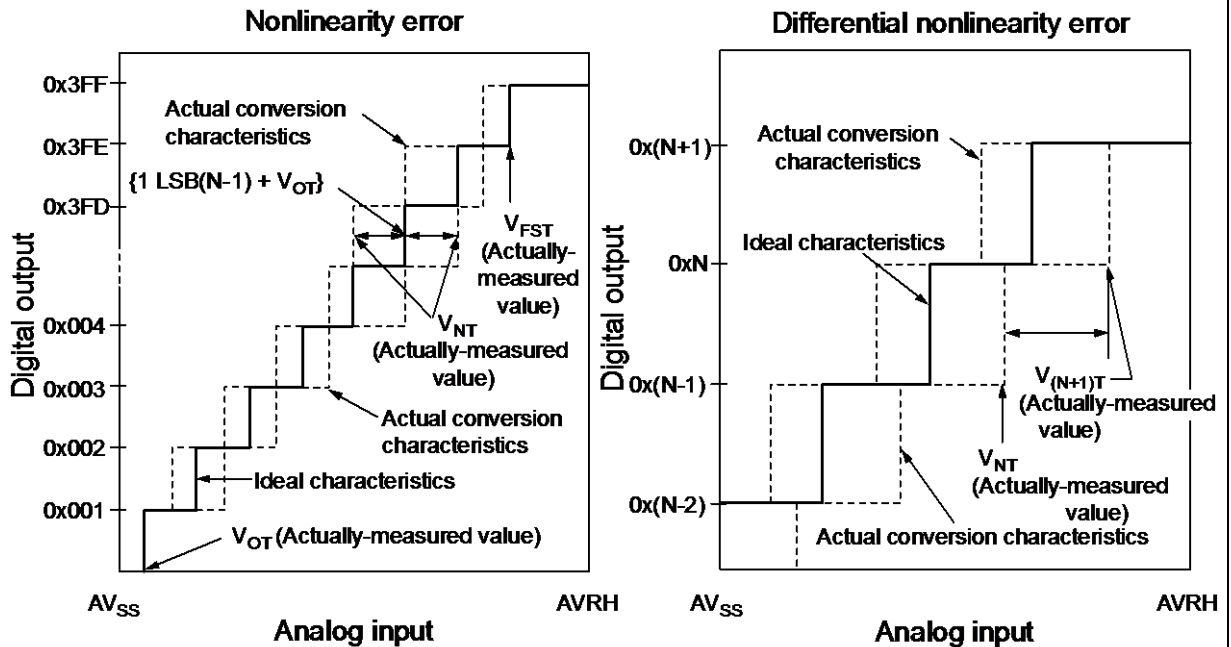 Nonlinearity error
Digital output
0x3FF
0x3FE
0x3FD
0x004
0x003
0x002
0x001
Actual conversion
characteristics
{1 LSB(N-1) + VOT}
VFST
(Actually-
measured
value)
VNT
(Actually-measured
value)
Actual conversion
characteristics
Ideal characteristics
VOT (Actually-measured value)
AVSS
AVRH
Analog input
Differential nonlinearity error
Digital output
0x(N+1)
0xN
0x(N-1)
0x(N-2)
Actual conversion
characteristics
Ideal characteristics
V(N+1)T
(Actually-measured
value)
VNT
(Actually-measured
value)
Actual conversion characteristics
AVSS
AVRH
Analog input